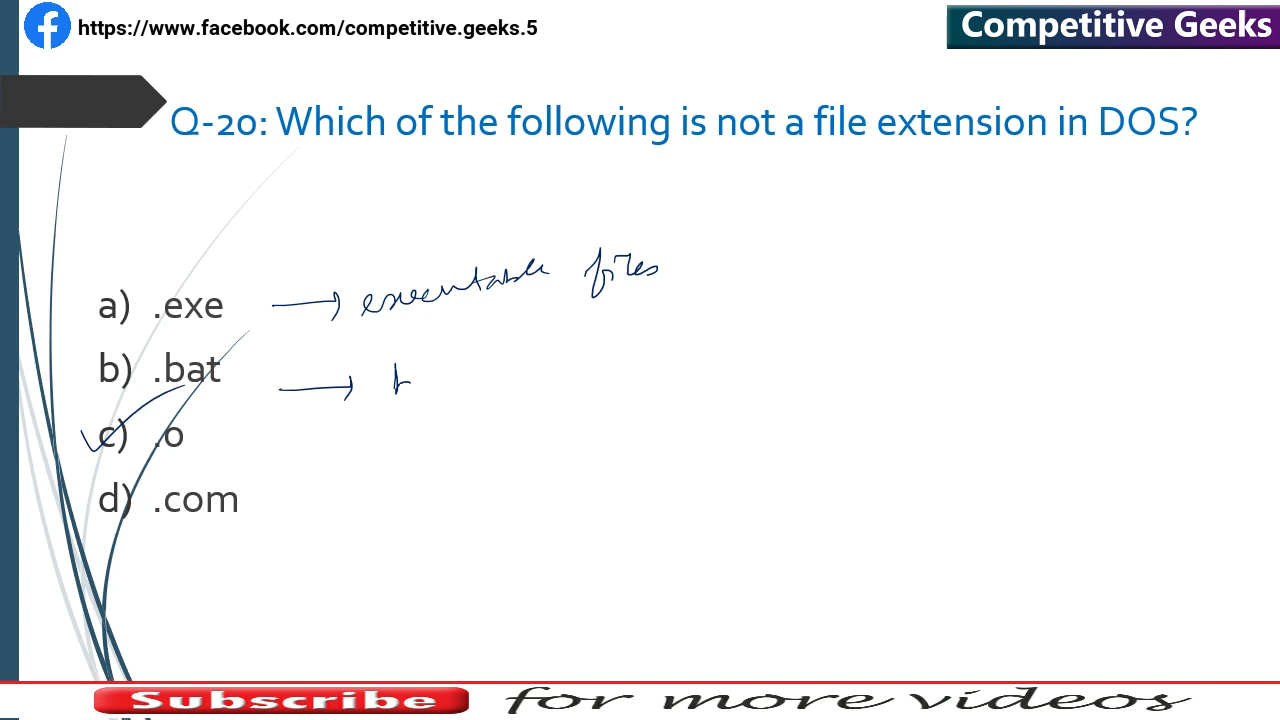 https://www.facebook.com/competitive.geeks.5
Competitive Geeks
Q-20: Which of the following is not a file extension in DOS?
a) .exe → executable files
b) .bat →
c) .o
d) .com
Subscribe for more videos